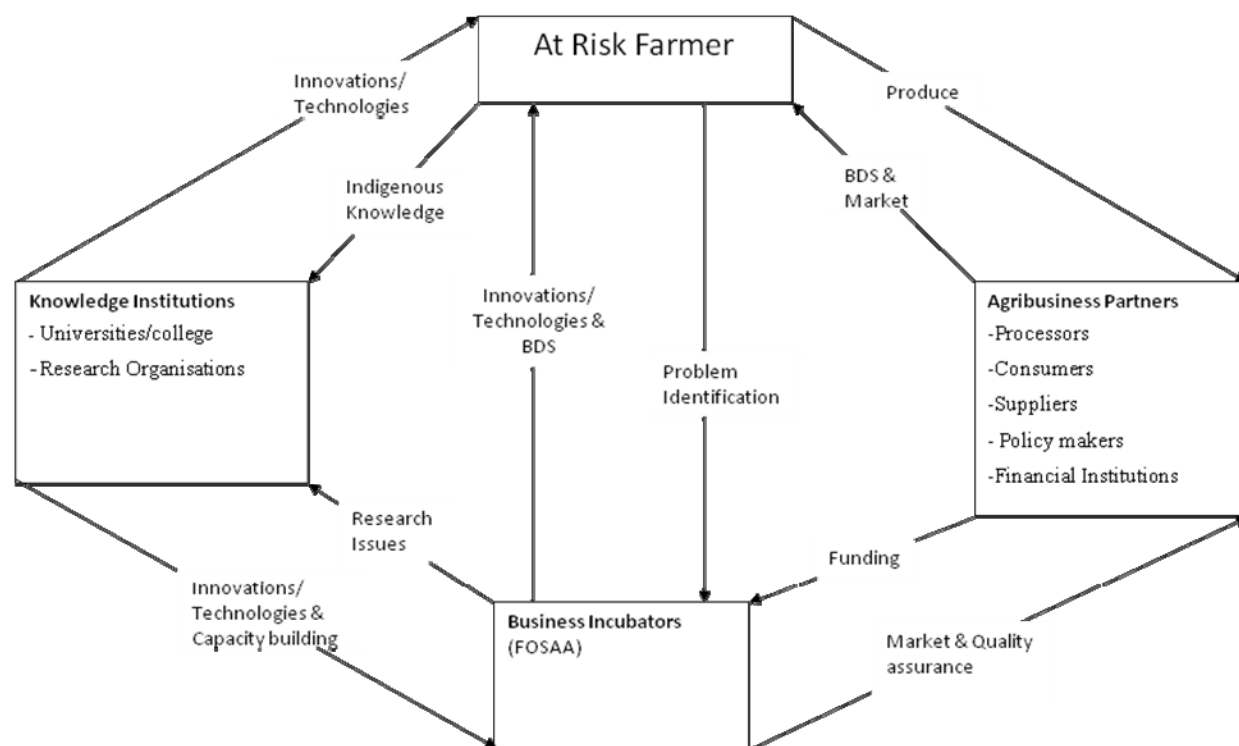 At Risk Farmer
Innovations/
Technologies
Produce
Indigenous
Knowledge
BDS &
Market
Knowledge Institutions
- Universities/college
- Research Organisations
Innovations/
Technologies &
BDS
Problem
Identification
Agribusiness Partners
-Processors
-Consumers
-Suppliers
- Policy makers
-Financial Institutions
Research
Issues
Funding
Innovations/
Technologies &
Capacity building
Business Incubators
(FOSAA)
Market & Quality
assurance